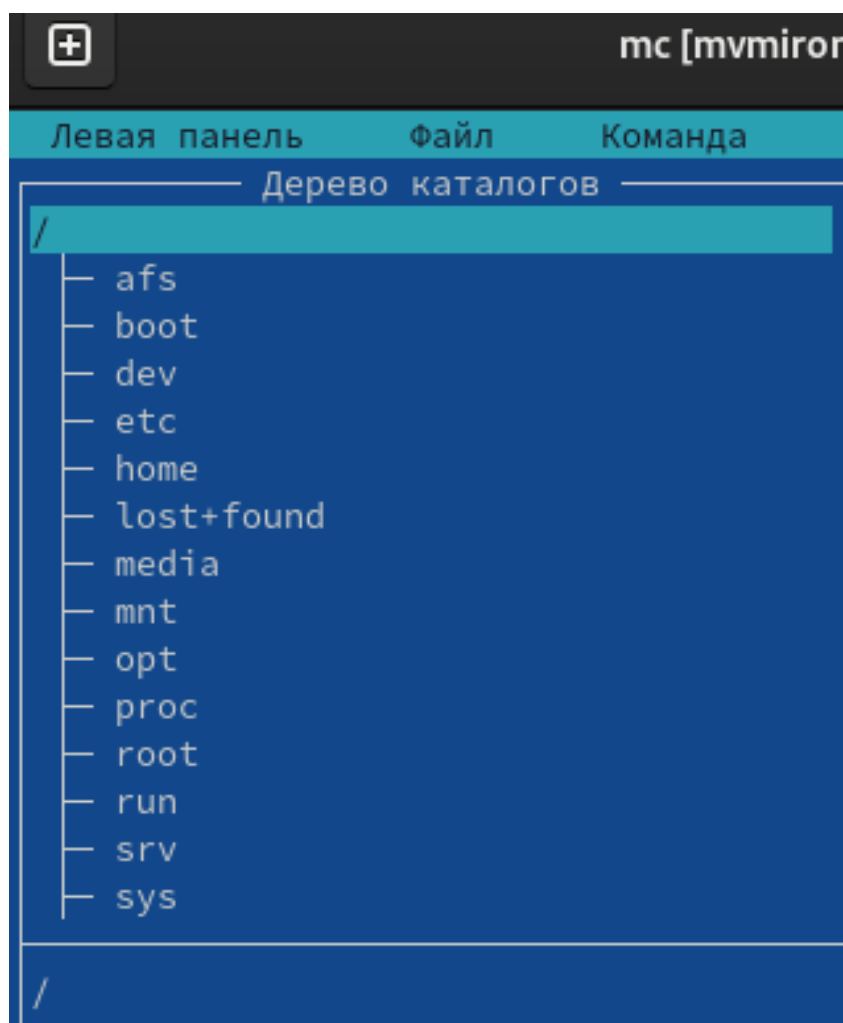 mc [mvmiron
Левая панель Файл Команда
Дерево каталогов
/
afs
boot
dev
etc
home
lost+found
media
mnt
opt
proc
root
run
srv
sys
/